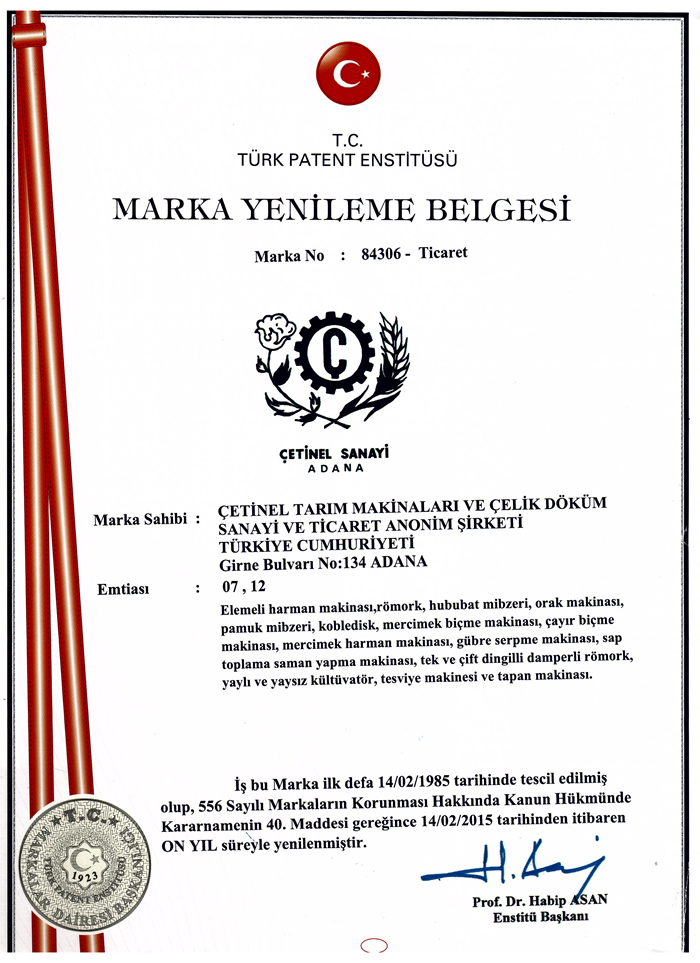 T.C.
TÜRK PATENT ENSTİTÜSÜ
MARKA YENİLEME BELGESİ
Marka No : 84306 - Ticaret
Ç
ÇETİNEL SANAYİ
ADANA
Marka Sahibi : ÇETİNEL TARIM MAKİNALARI VE ÇELİK DÖKÜM
SANAYİ VE TİCARET ANONİM ŞİRKETİ
TÜRKİYE CUMHURİYETİ
Girne Bulvarı No:134 ADANA
Emtiası : 07 , 12
Elemeli harman makinası,römork, hububat mibzeri, orak makinası,
pamuk mibzeri, kobledisk, mercimek biçme makinası, çayır biçme
makinası, mercimek harman makinası, gübre serpme makinası, sap
toplama saman yapma makinası, tek ve çift dingilli damperli römork,
yaylı ve yaysız kültüvatör, tesviye makinesi ve tapan makinası.
İş bu Marka ilk defa 14/02/1985 tarihinde tescil edilmiş
olup, 556 Sayılı Markaların Korunması Hakkında Kanun Hükmünde
Kararnamenin 40. Maddesi gereğince 14/02/2015 tarihinden itibaren
ON YIL süreyle yenilenmiştir.
T.C.
MARKALAR DAİRESİ BAŞKANLIĞI
TÜRK PATENT ENSTİTÜSÜ
1923
H. Asan
Prof. Dr. Habip ASAN
Enstitü Başkanı